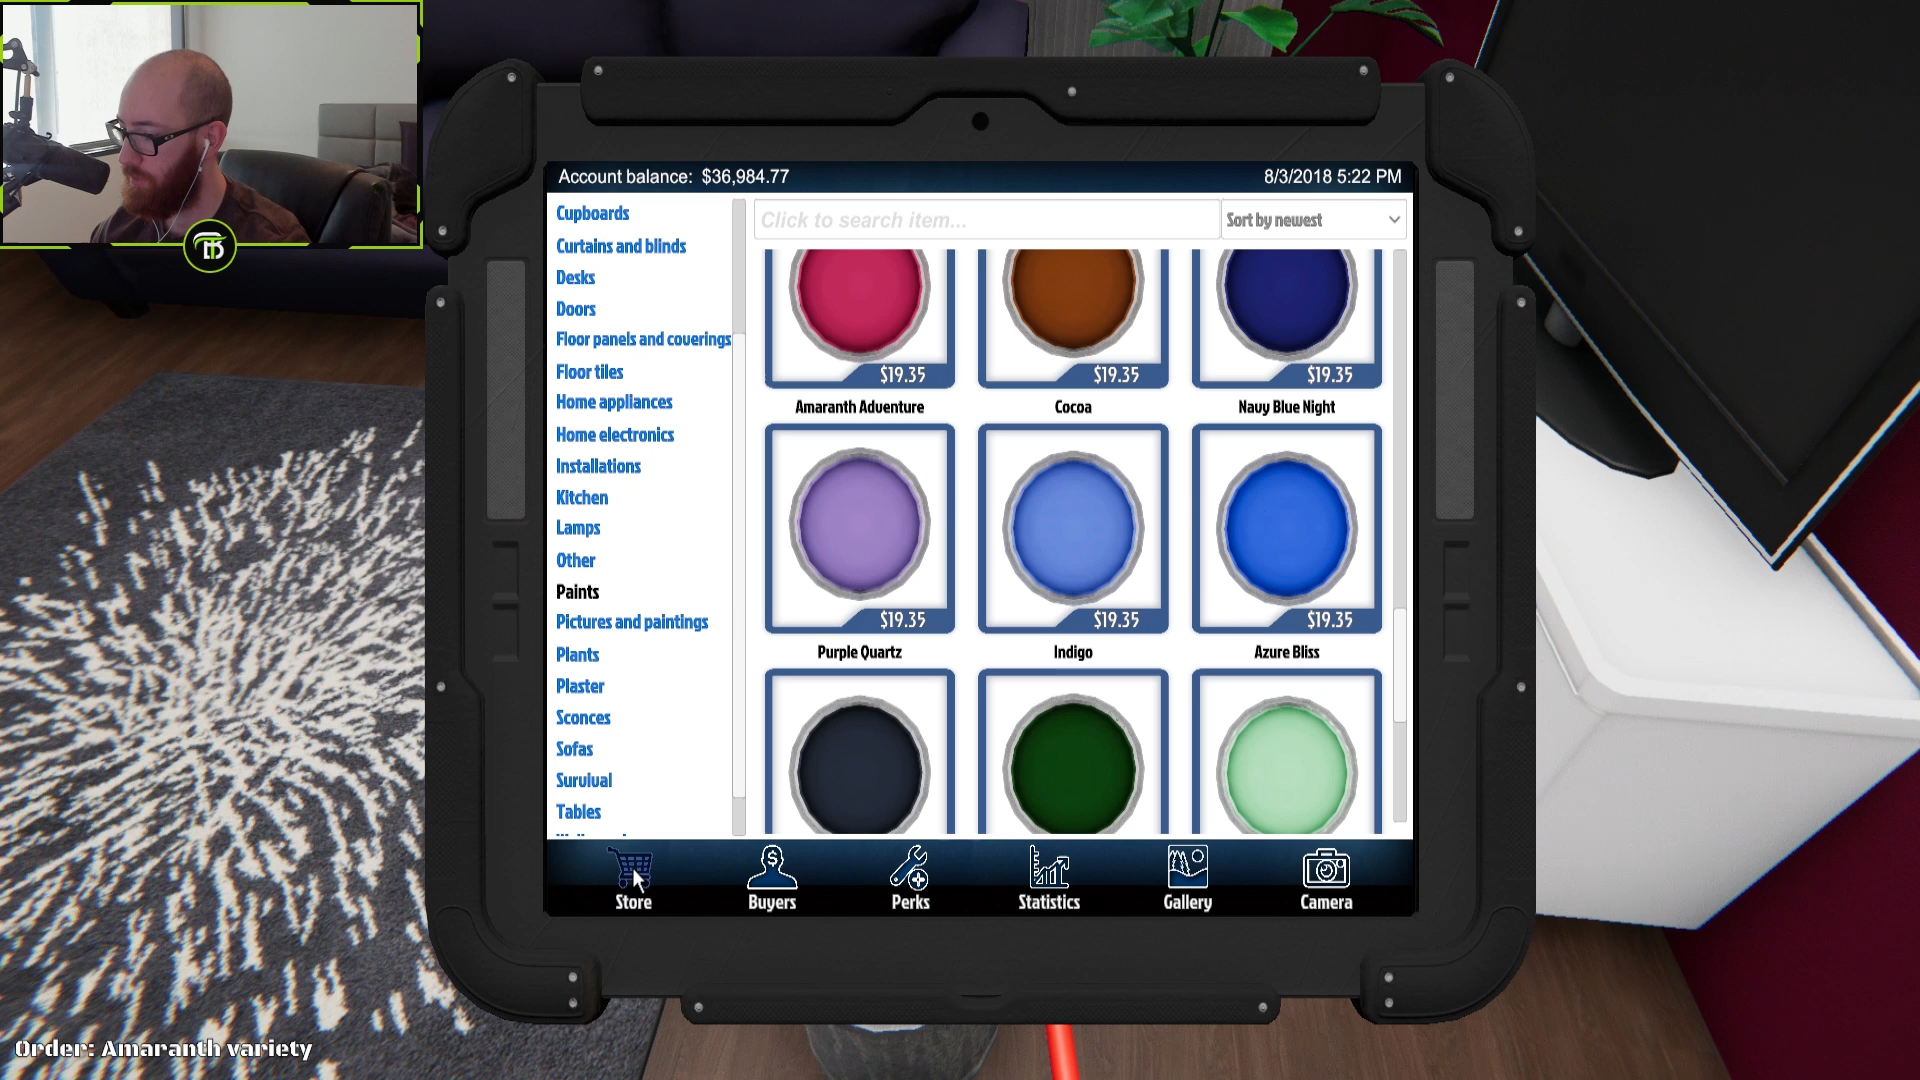 Account balance: $36,984.77
8/3/2018 5:22 PM
Cupboards
Curtains and blinds
Desks
Doors
Floor panels and coverings
Floor tiles
Home appliances
Home electronics
Installations
Kitchen
Lamps
Other
Paints
Pictures and paintings
Plants
Plaster
Sconces
Sofas
Survival
Tables
Click to search item...
Sort by newest
$19.35
$19.35
$19.35
Amaranth Adventure
Cocoa
Navy Blue Night
$19.35
$19.35
$19.35
Purple Quartz
Indigo
Azure Bliss
Store
Buyers
Perks
Statistics
Gallery
Camera
Order: Amaranth variety